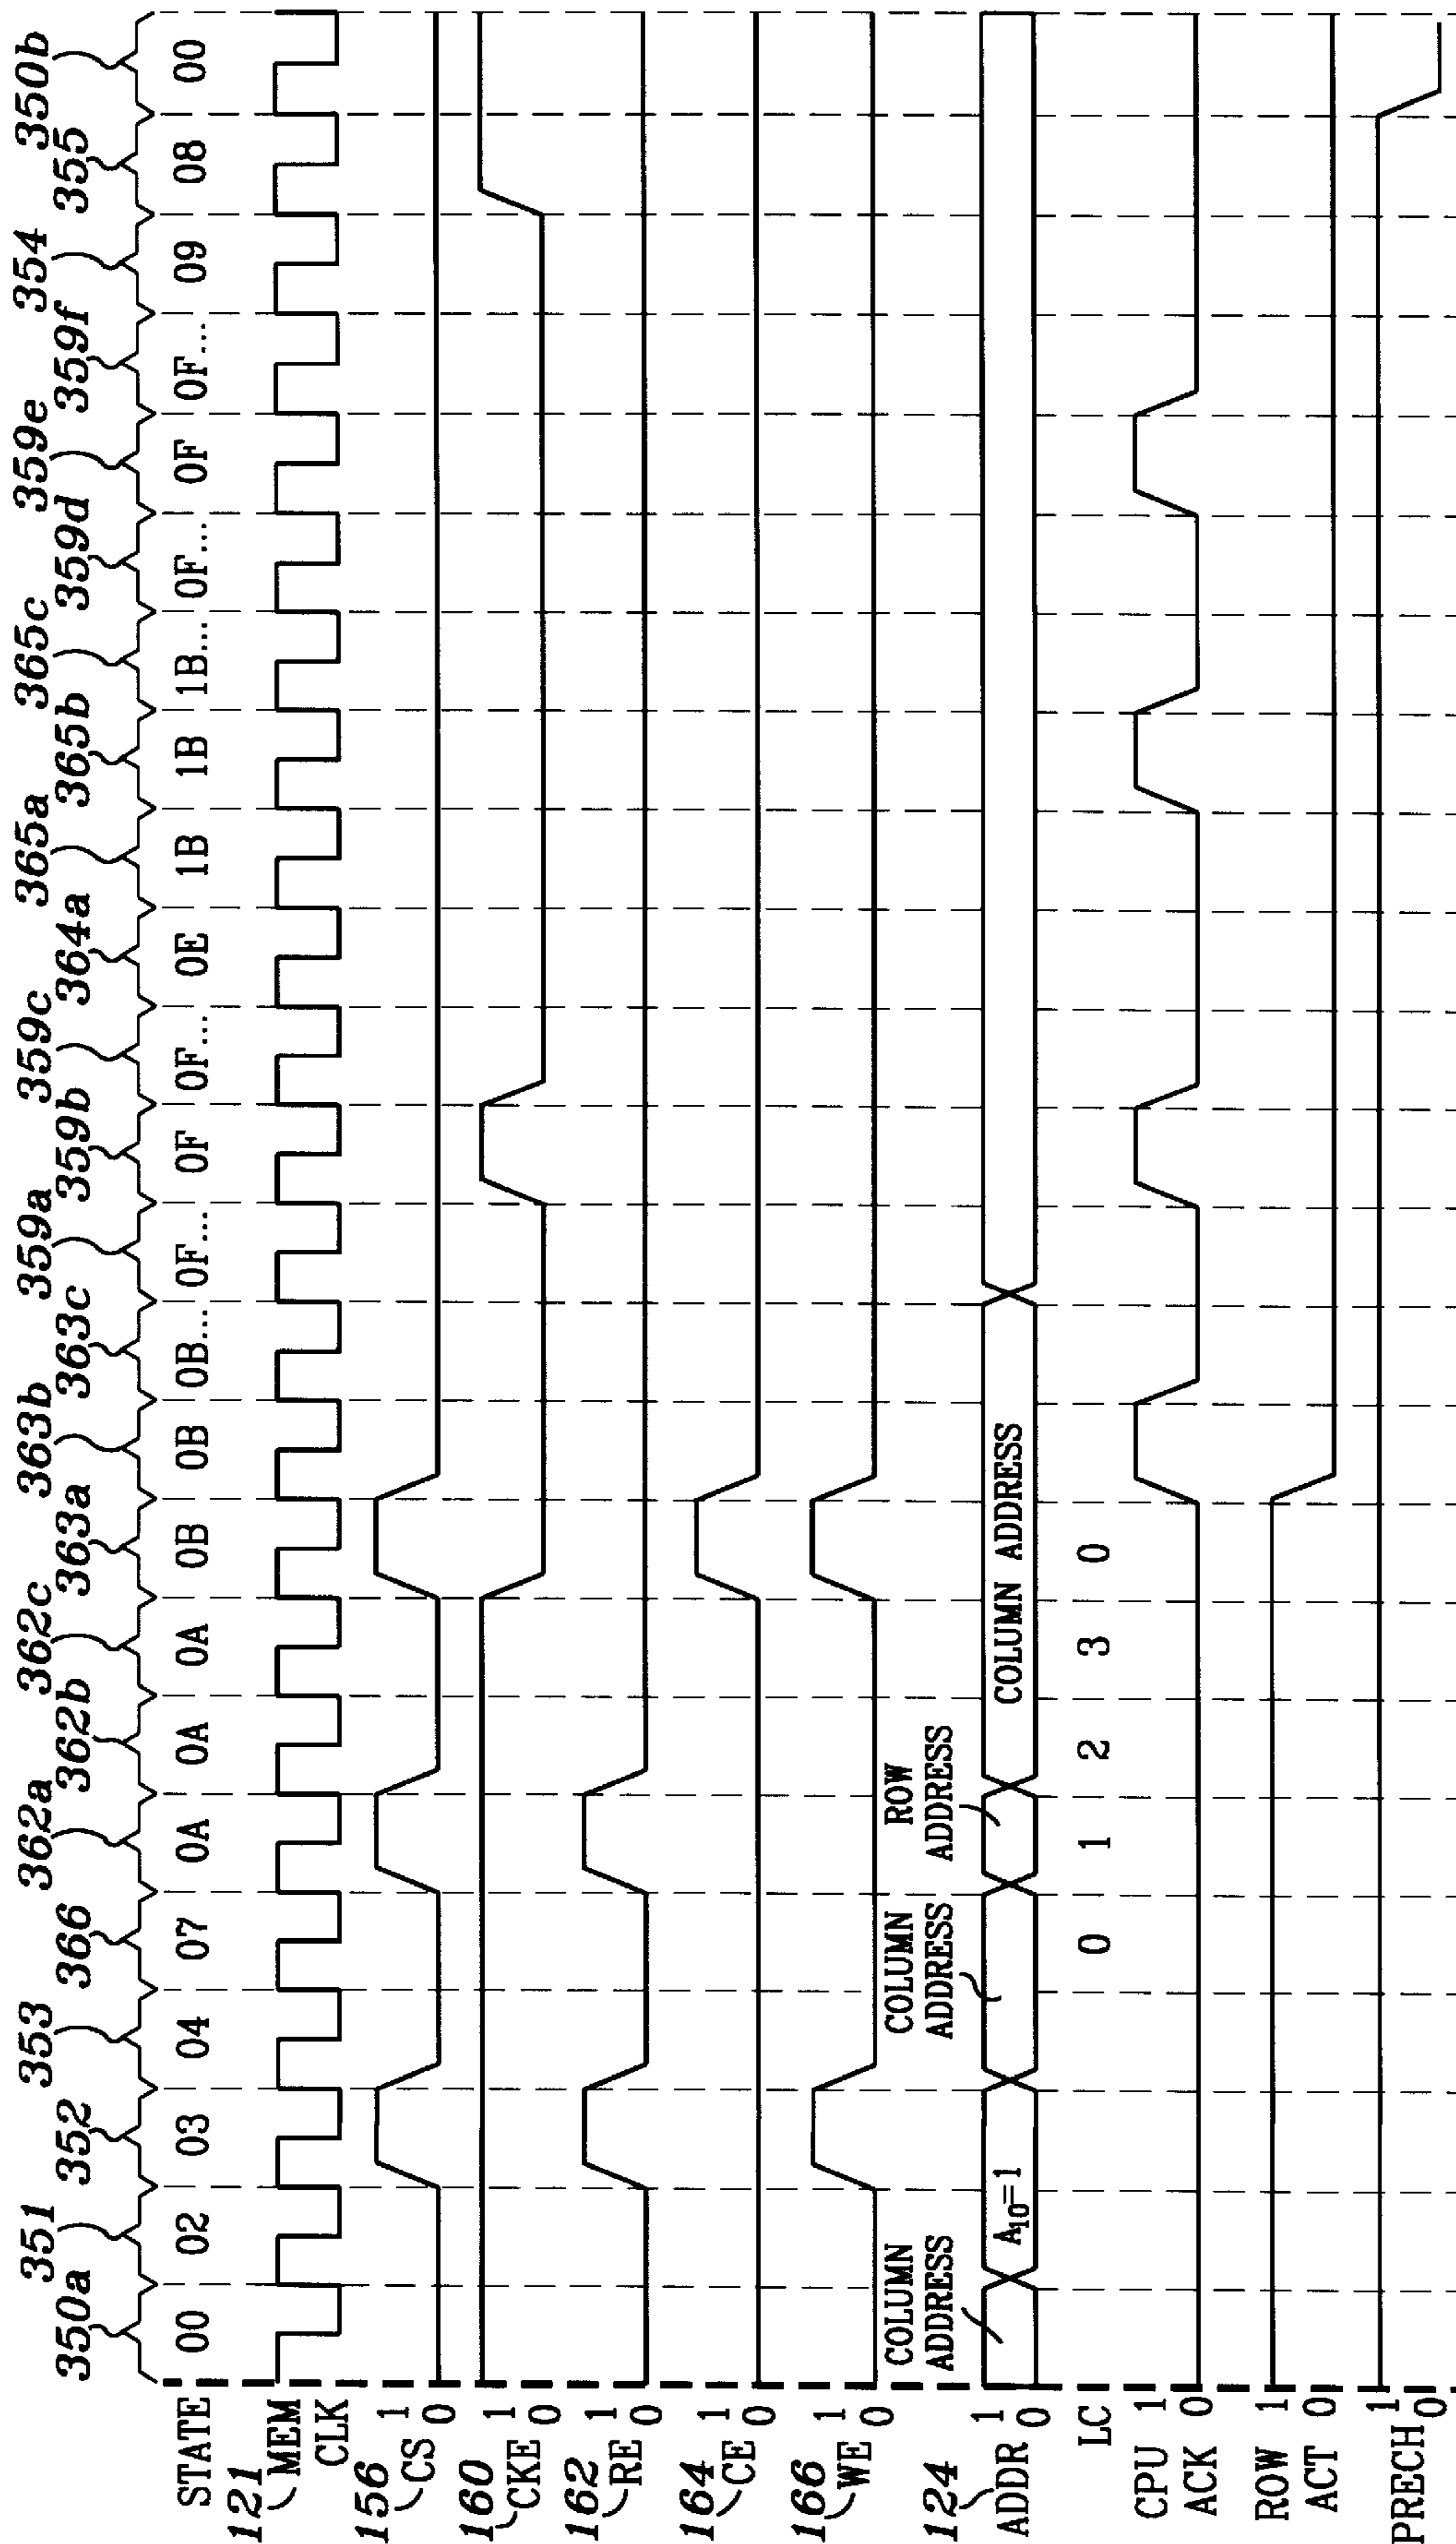 350a 351 352 353 366 362a 362b 362c 363a 363b 363c 359a 359b 359c 364a 365a 365b 365c 359d 359e 359f 354 355 350b
STATE 00 02 03 04 07 0A 0A 0A 0B 0B 0B... 0F... 0F 0F... 0E 1B 1B 1B... 0F... 0F 0F... 09 08 00
121
MEM
CLK
156
CS 1
0
160
CKE 1
0
162
RE 1
0
164
CE 1
0
166
WE 1
0
COLUMN
ADDRESS
COLUMN
ADDRESS
ROW
ADDRESS
124
ADDR 1
0
A10=1
COLUMN ADDRESS
LC 0 1 2 3 0
CPU 1
ACK 0
ROW 1
ACT 0
PRECH 1
0